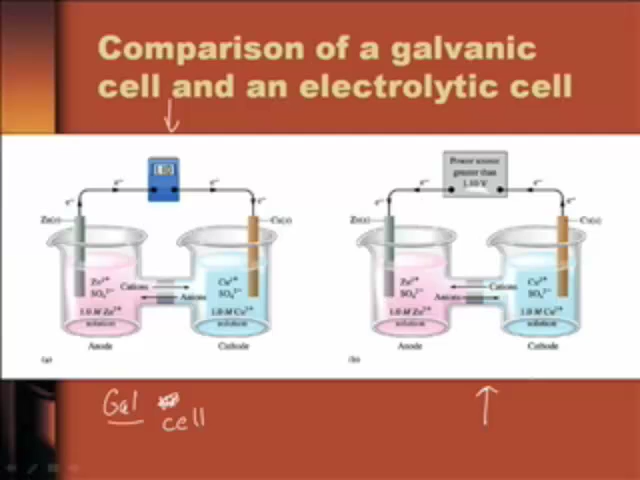 Comparison of a galvanic
cell and an electrolytic cell
1.10
Power source
greater than
1.10 V
e⁻ e⁻ e⁻ e⁻
e⁻ e⁻ e⁻ e⁻
Zn(s) Cu(s) Zn(s) Cu(s)
Zn²⁺ Cations Cu²⁺ Zn²⁺ Cations Cu²⁺
SO₄²⁻ Anions SO₄²⁻ SO₄²⁻ Anions SO₄²⁻
1.0 M Zn²⁺ 1.0 M Cu²⁺ 1.0 M Zn²⁺ 1.0 M Cu²⁺
solution solution solution solution
Anode Cathode Anode Cathode
(a) (b)
Gal cell